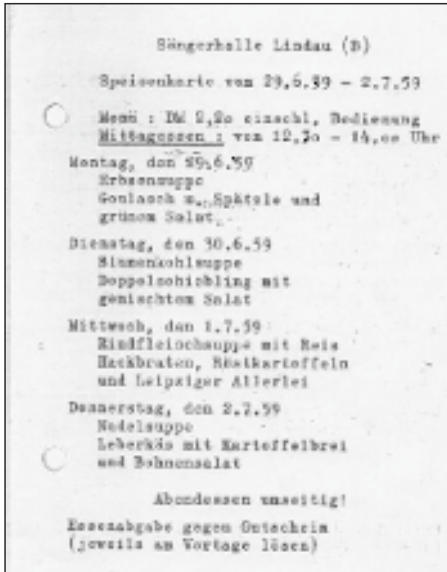 Sängerhalle Lindau (B)
Speisenkarte vom 29.6.59 - 2.7.59
Menü : DM 2,20 einschl. Bedienung
Mittagessen : von 12,30 - 14,00 Uhr
Montag, den 29.6.59
Erbsensuppe
Goulasch m. Spätzle und
grünem Salat
Dienstag, den 30.6.59
Blumenkohlsuppe
Doppelschübling mit
gemischtem Salat
Mittwoch, den 1.7.59
Rindfleischsuppe mit Reis
Hackbraten, Röstkartoffeln
und Leipziger Allerlei
Donnerstag, den 2.7.59
Nudelsuppe
Leberkäs mit Kartoffelbrei
und Bohnensalat
Abendessen umseitig!
Essenabgabe gegen Gutschein
(jeweils am Vortage lösen)